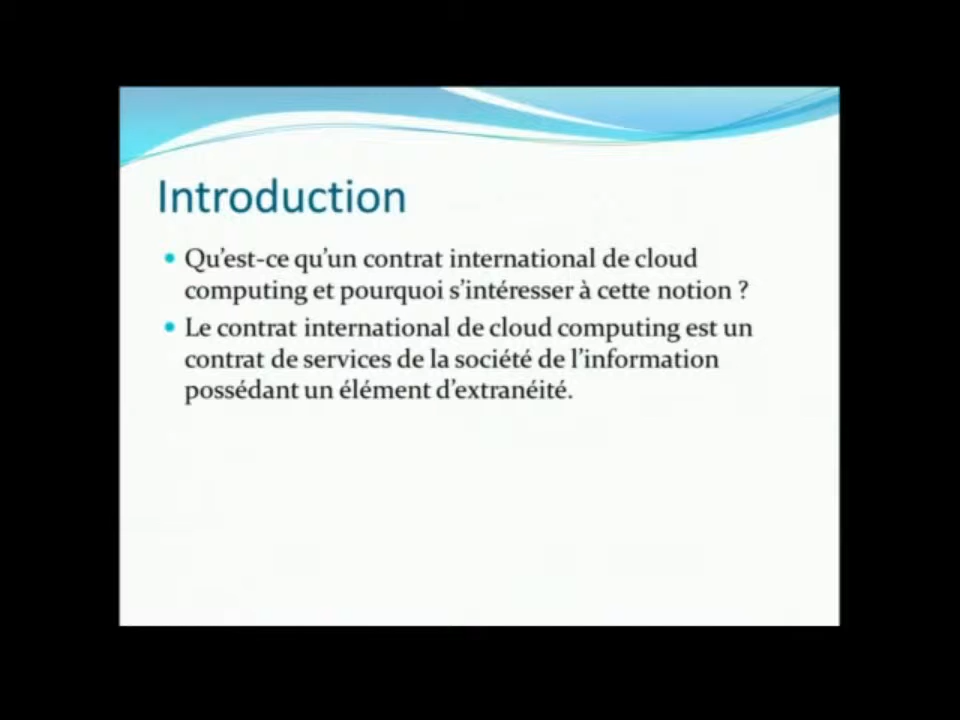 Introduction
Qu’est-ce qu’un contrat international de cloud
computing et pourquoi s’intéresser à cette notion ?
Le contrat international de cloud computing est un
contrat de services de la société de l’information
possédant un élément d’extranéité.